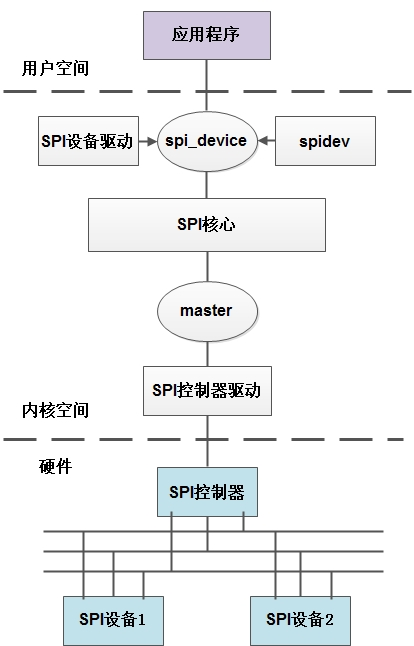 应用程序
用户空间
SPI设备驱动
spi_device
spidev
SPI核心
master
SPI控制器驱动
内核空间
硬件
SPI控制器
SPI设备1
SPI设备2